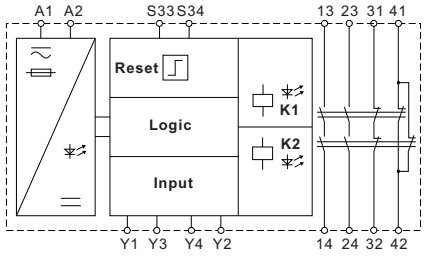 A1 A2 S33 S34 13 23 31 41
Reset
K1
Logic
K2
Input
Y1 Y3 Y4 Y2 14 24 32 42